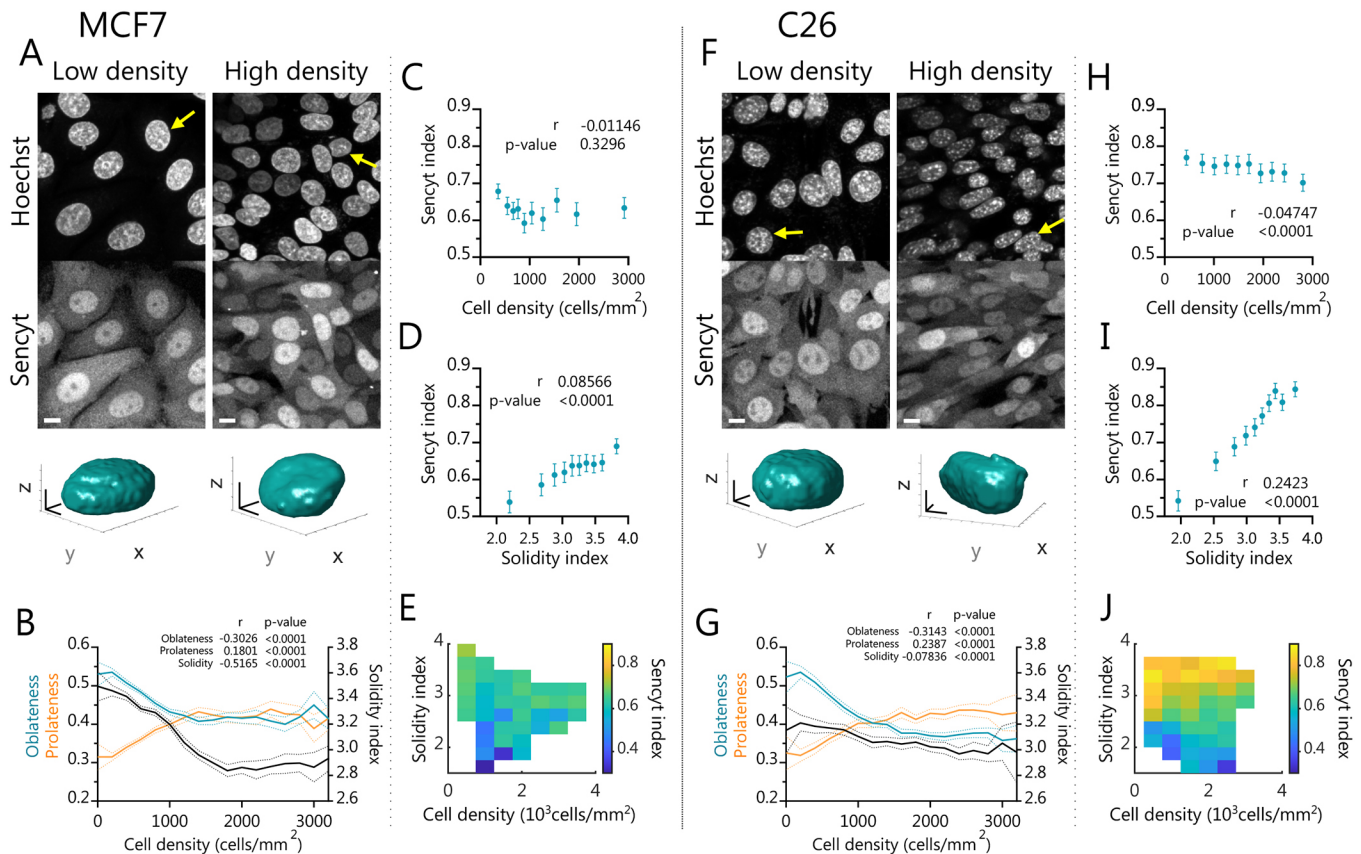 MCF7
A
Low density
High density
Hoechst
Sencyt
z
y
x
z
y
x
B
r p-value
Oblateness -0.3026 <0.0001
Prolateness 0.1801 <0.0001
Solidity -0.5165 <0.0001
Oblateness
Prolateness
0.6
0.5
0.4
0.3
0.2
3.8
3.6
3.4
3.2
3.0
2.8
2.6
Solidity index
0 1000 2000 3000
Cell density (cells/mm2)
C
r -0.01146
p-value 0.3296
Sencyt index
0.9
0.8
0.7
0.6
0.5
0 1000 2000 3000
Cell density (cells/mm2)
D
r 0.08566
p-value <0.0001
Sencyt index
0.9
0.8
0.7
0.6
0.5
2.0 2.5 3.0 3.5 4.0
Solidity index
E
Solidity index
4
3
2
0 2 4
Cell density (10³cells/mm²)
0.8
0.6
0.4
Sencyt index
C26
F
Low density
High density
Hoechst
Sencyt
z
y
x
z
y
x
G
r p-value
Oblateness -0.3143 <0.0001
Prolateness 0.2387 <0.0001
Solidity -0.07836 <0.0001
Oblateness
Prolateness
0.6
0.5
0.4
0.3
0.2
3.8
3.6
3.4
3.2
3.0
2.8
2.6
Solidity index
0 1000 2000 3000
Cell density (cells/mm2)
H
Sencyt index
0.9
0.8
0.7
0.6
0.5
r -0.04747
p-value <0.0001
0 1000 2000 3000
Cell density (cells/mm2)
I
Sencyt index
0.9
0.8
0.7
0.6
0.5
r 0.2423
p-value <0.0001
2.0 2.5 3.0 3.5 4.0
Solidity index
J
Solidity index
4
3
2
0 2 4
Cell density (10³cells/mm²)
0.8
0.6
0.4
Sencyt index